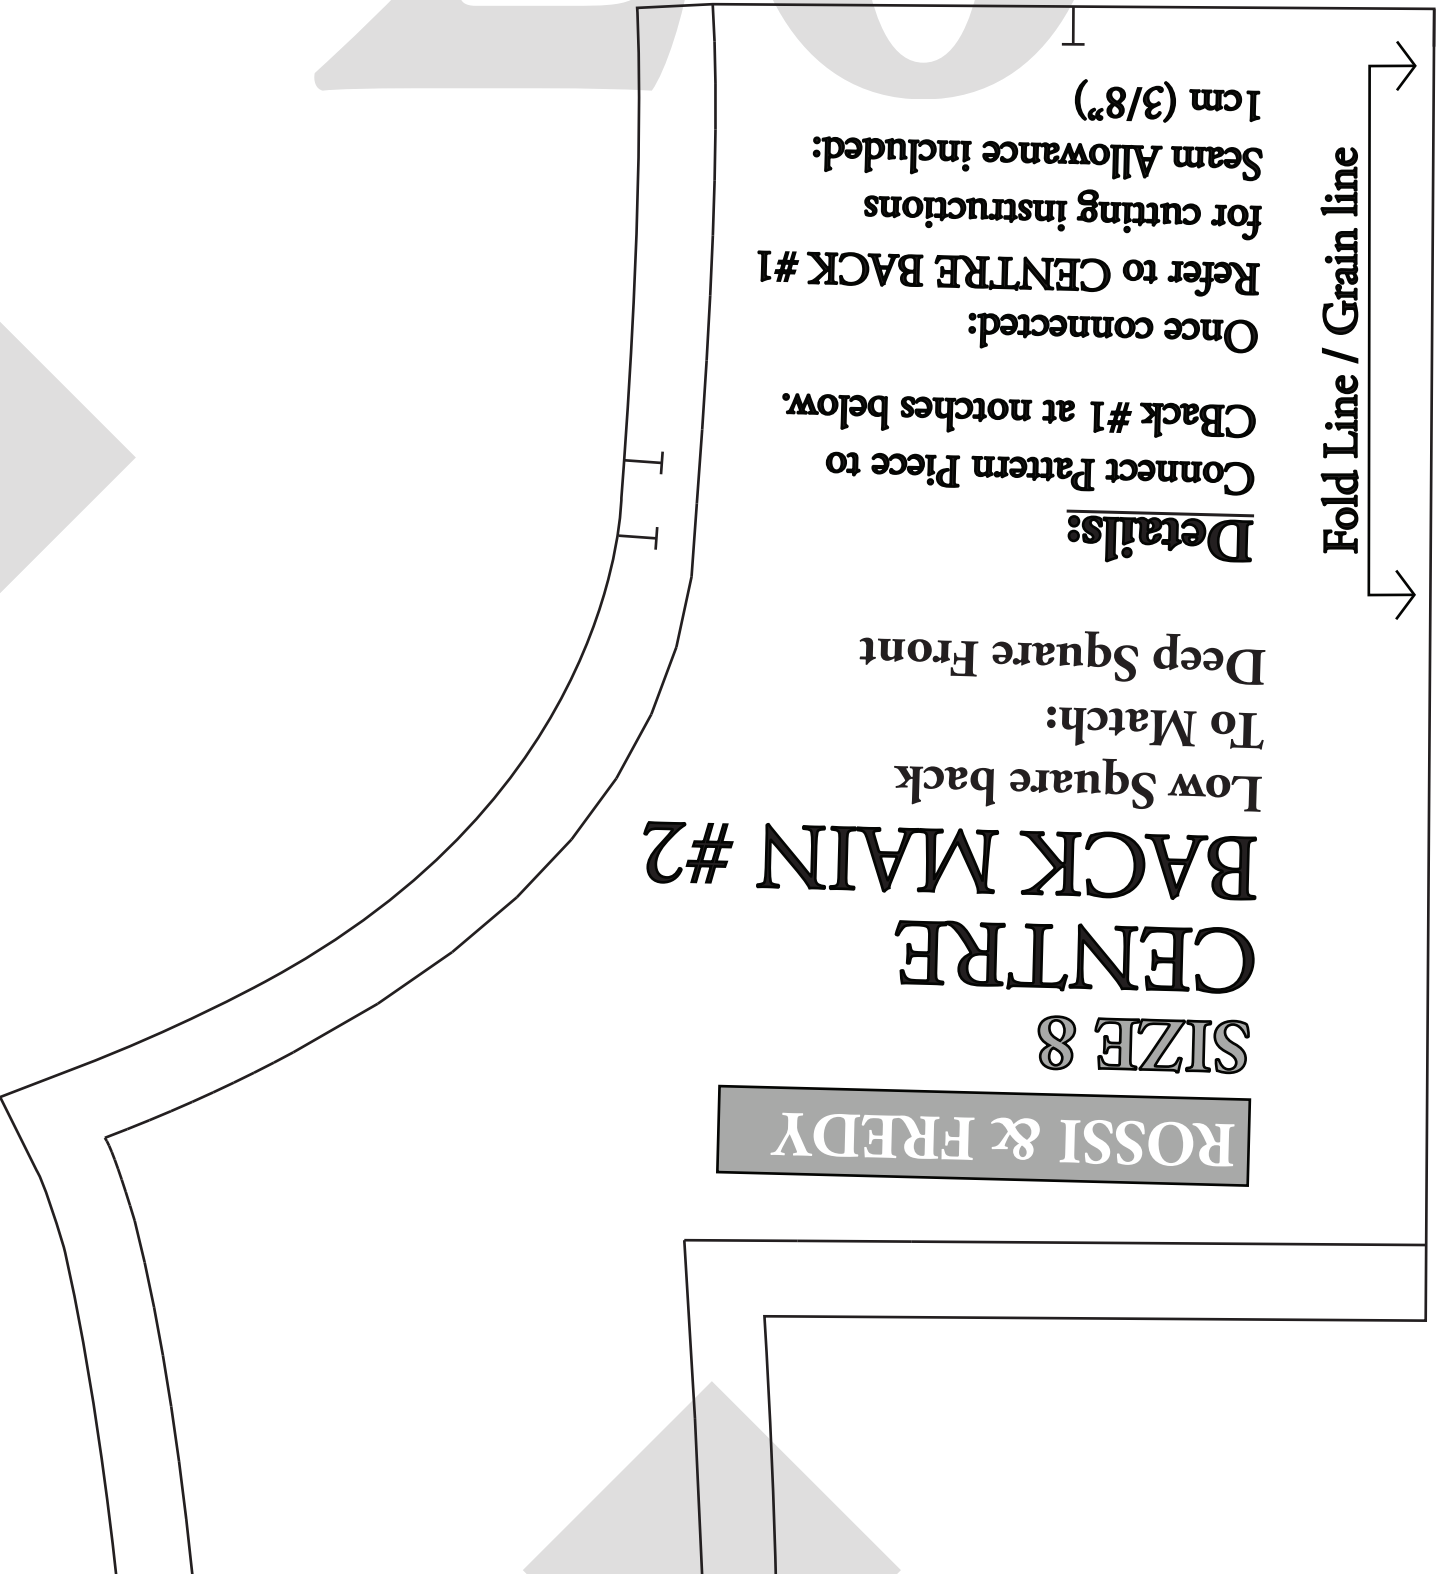 ROSSI & FREDY
SIZE 8
CENTRE
BACK MAIN #2
Low Square back
To Match:
Deep Square Front
Details:
Connect Pattern Piece to
CBack #1 at notches below.
Once connected:
Refer to CENTRE BACK #1
for cutting instructions
Seam Allowance included:
1cm (3/8")
Fold Line / Grain line